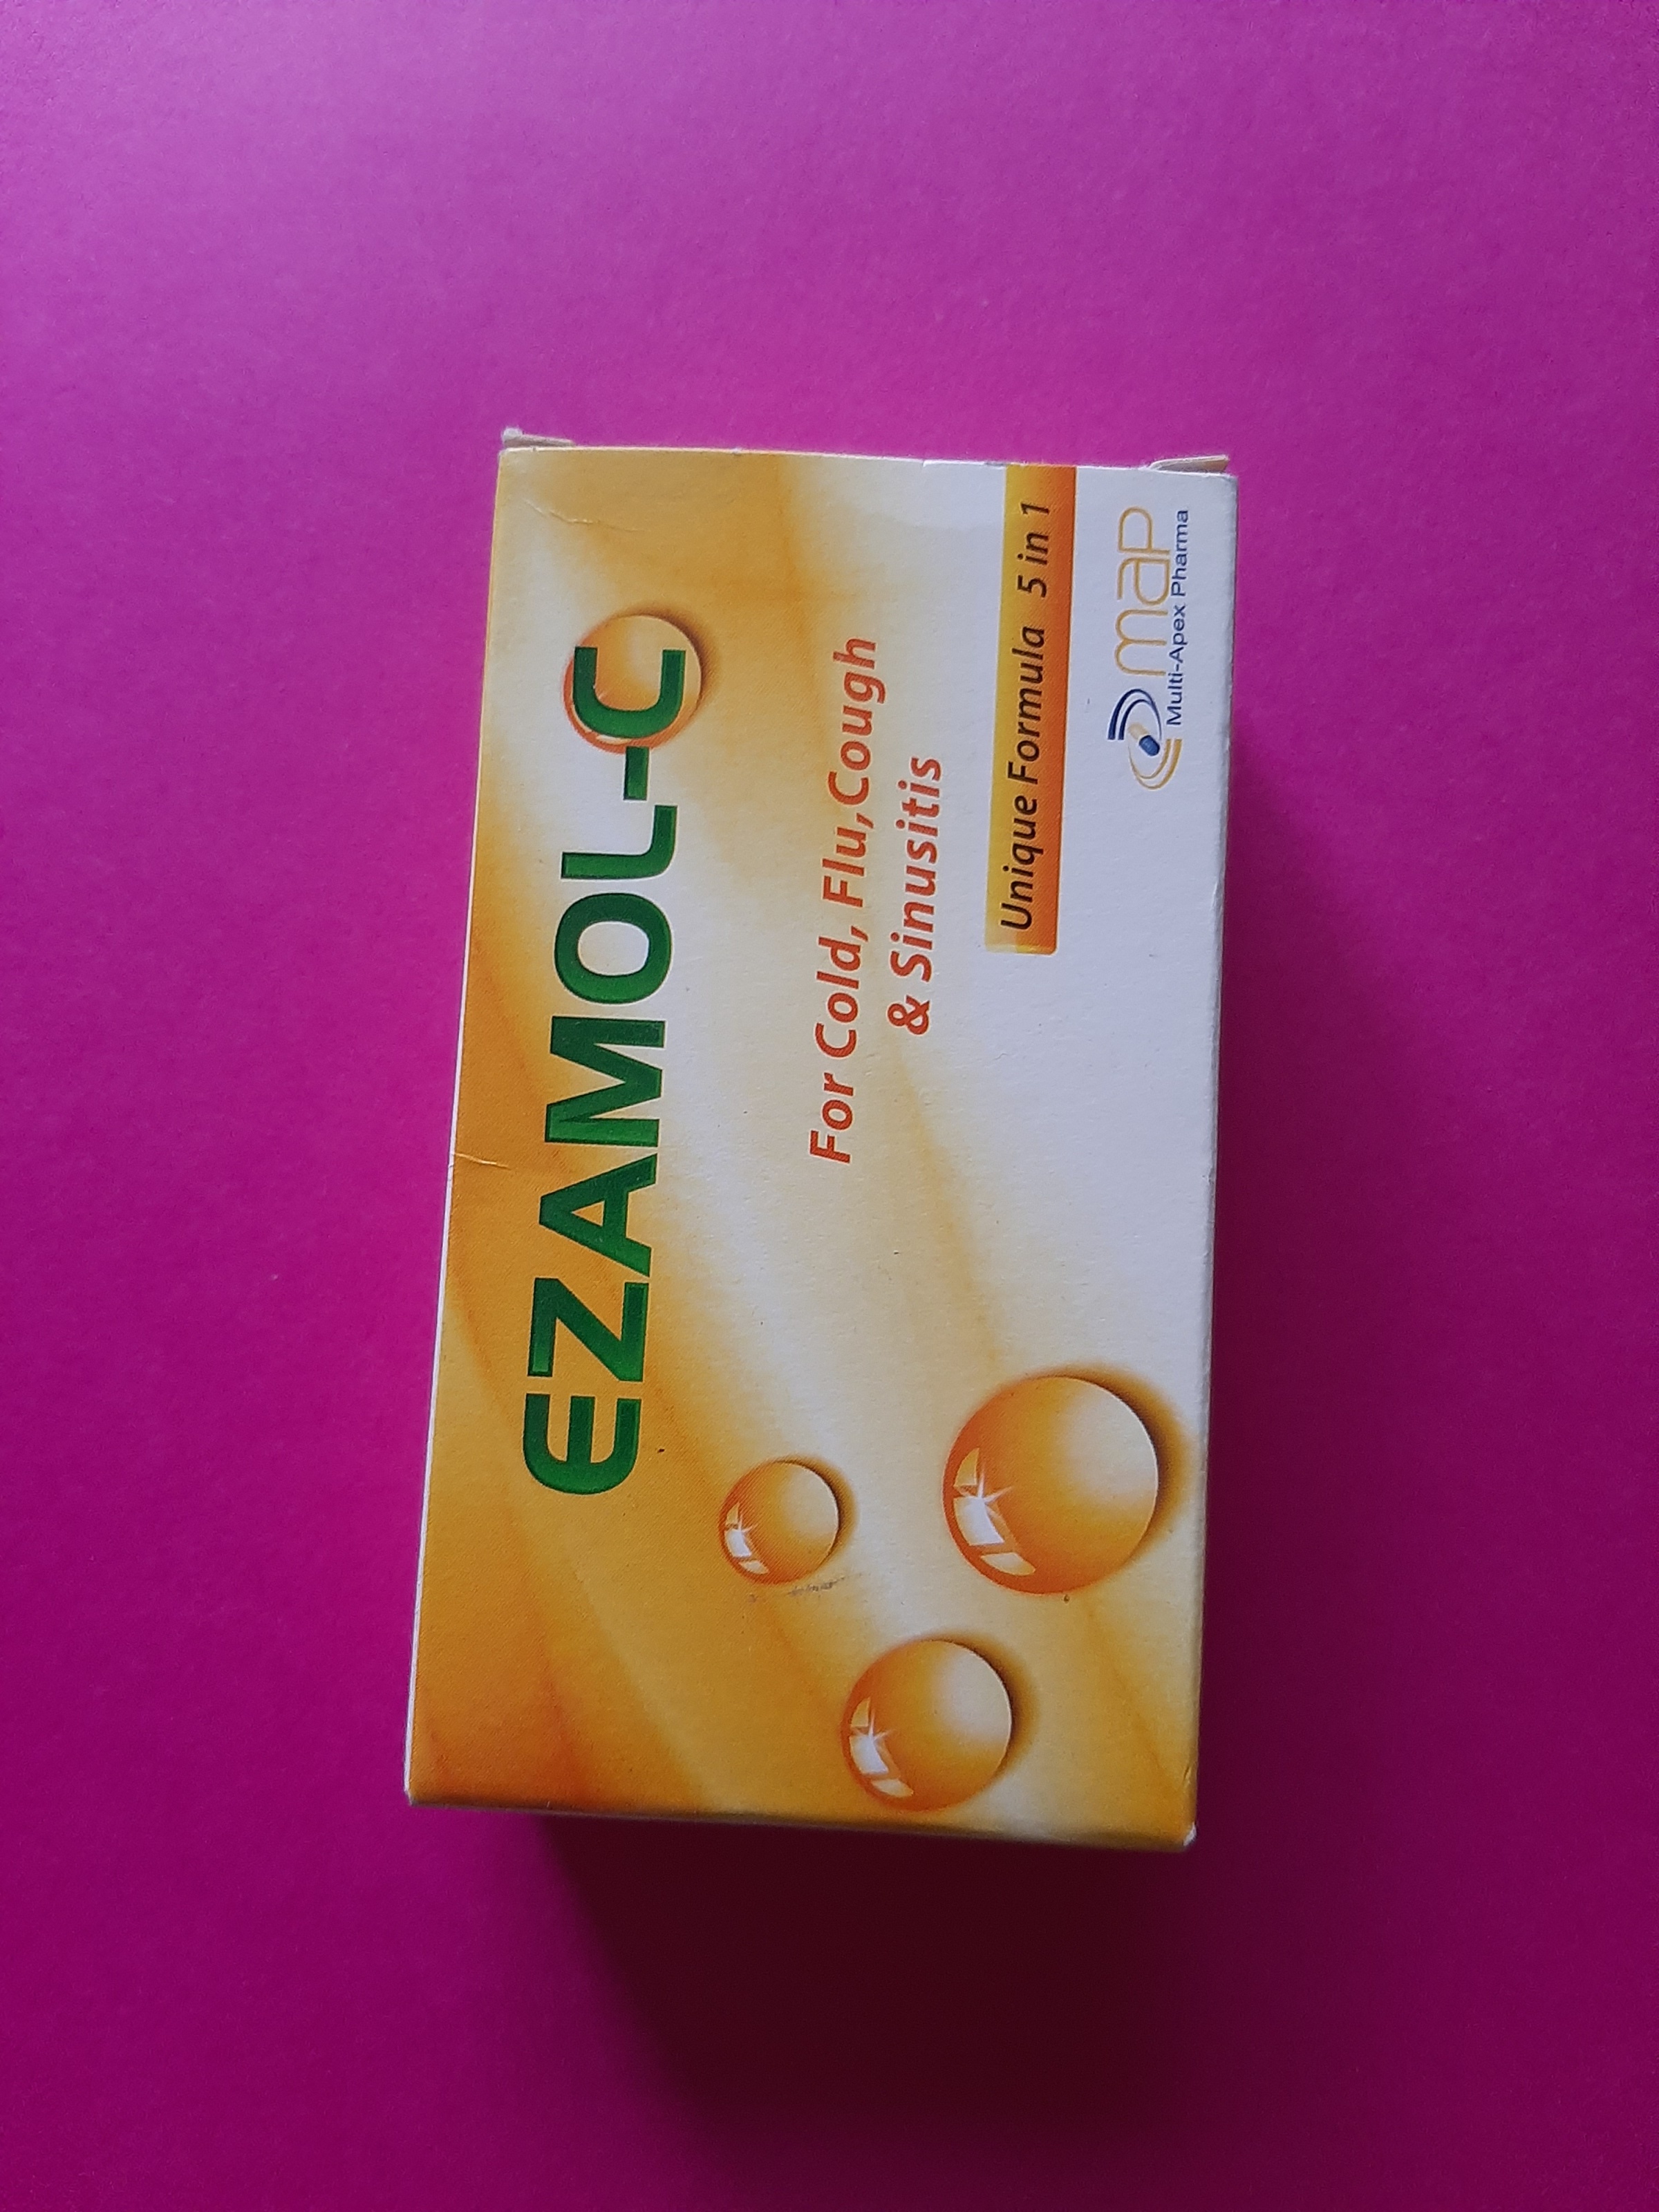 EZAMOL-C
For Cold, Flu,Cough
& Sinusitis
Unique Formula 5 in 1
map
Multi-Apex Pharma